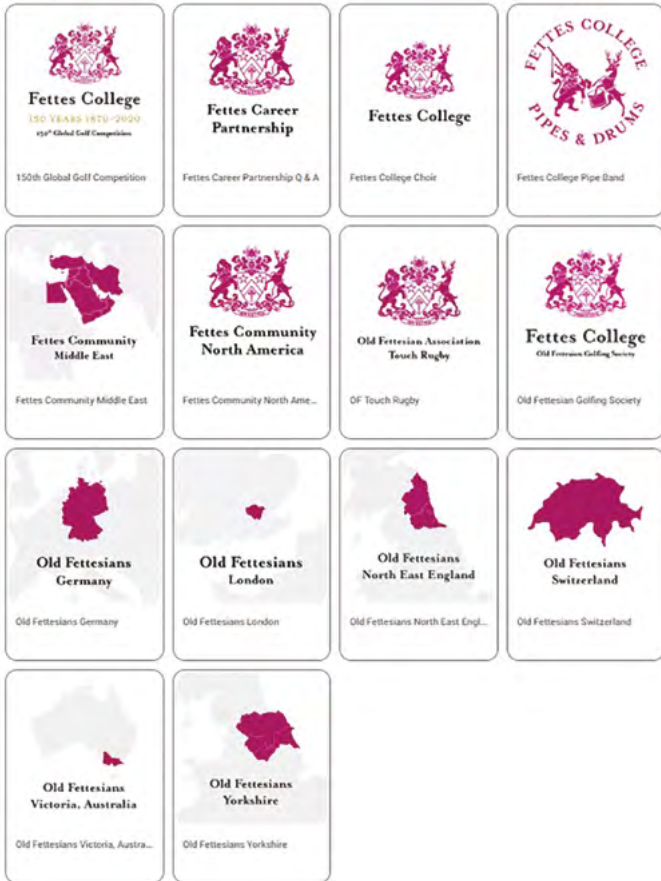 Fettes College
150 YEARS 1870-2020
150th Global Golf Competition
150th Global Golf Competition
Fettes Career
Partnership
Fettes Career Partnership Q & A
Fettes College
Fettes College Choir
FETTES COLLEGE
PIPES & DRUMS
Fettes College Pipe Band
Fettes Community
Middle East
Fettes Community Middle East
Fettes Community
North America
Fettes Community North Ame...
Old Fettesian Association
Touch Rugby
OF Touch Rugby
Fettes College
Old Fettesian Golfing Society
Old Fettesian Golfing Society
Old Fettesians
Germany
Old Fettesians Germany
Old Fettesians
London
Old Fettesians London
Old Fettesians
North East England
Old Fettesians North East Engl...
Old Fettesians
Switzerland
Old Fettesians Switzerland
Old Fettesians
Victoria, Australia
Old Fettesians Victoria, Austra...
Old Fettesians
Yorkshire
Old Fettesians Yorkshire